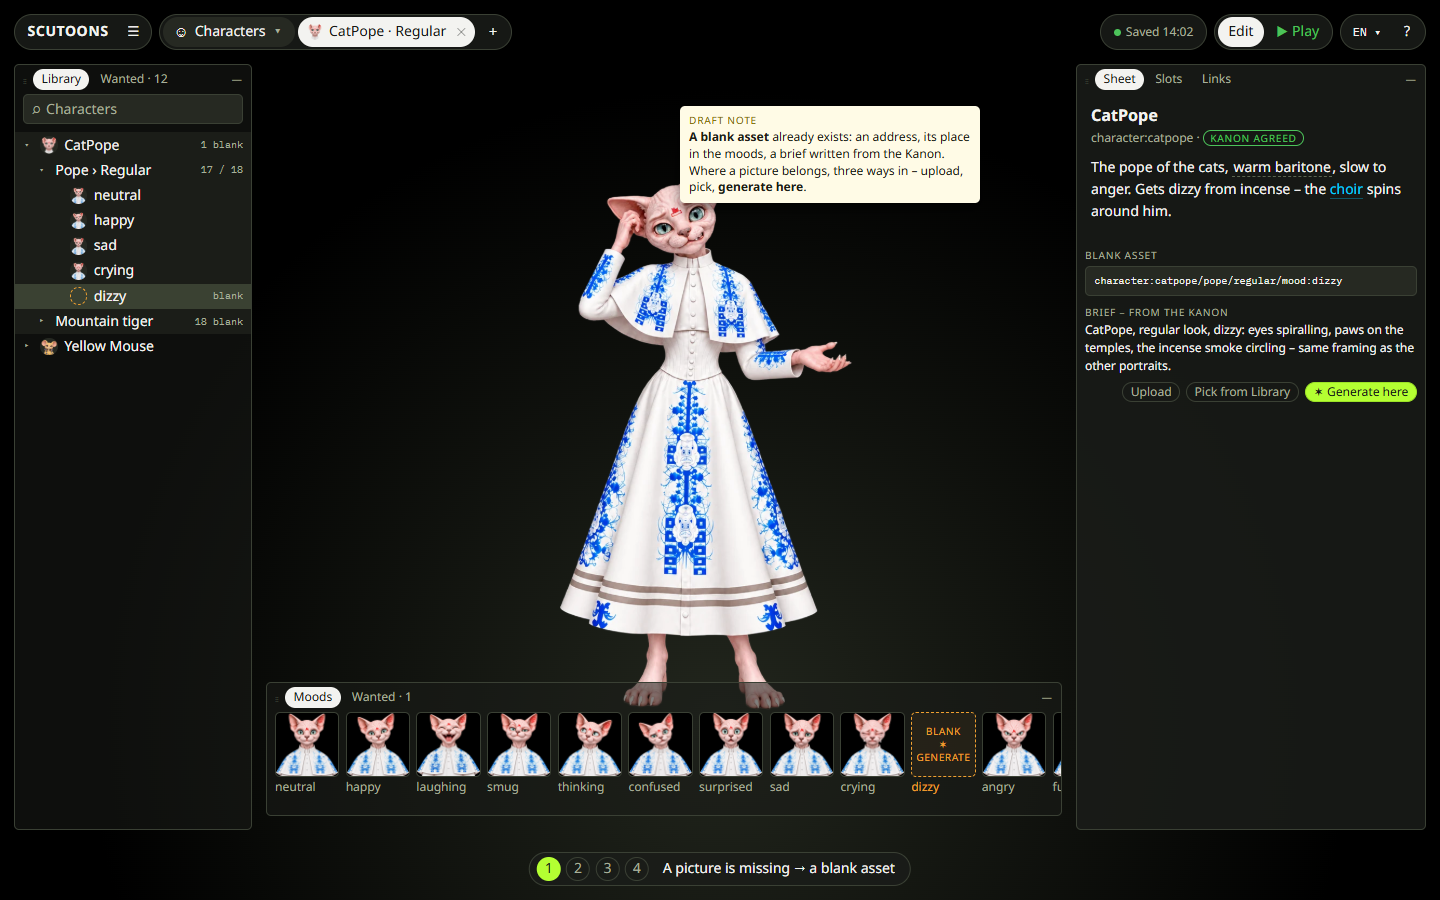 SCUTOONS
Characters
CatPope · Regular
Saved 14:02
Edit
Play
EN
?
Library
Wanted · 12
Characters
CatPope
1 blank
Pope › Regular
17 / 18
neutral
happy
sad
crying
dizzy
blank
Mountain tiger
18 blank
Yellow Mouse
DRAFT NOTE
A blank asset already exists: an address, its place
in the moods, a brief written from the Kanon.
Where a picture belongs, three ways in – upload,
pick, generate here.
Moods
Wanted · 1
BLANK
✶
GENERATE
neutral
happy
laughing
smug
thinking
confused
surprised
sad
crying
dizzy
angry
Sheet
Slots
Links
CatPope
character:catpope · KANON AGREED
The pope of the cats, warm baritone, slow to
anger. Gets dizzy from incense – the choir spins
around him.
BLANK ASSET
character:catpope/pope/regular/mood:dizzy
BRIEF – FROM THE KANON
CatPope, regular look, dizzy: eyes spiralling, paws on the
temples, the incense smoke circling – same framing as the
other portraits.
Upload
Pick from Library
✶ Generate here
1
2
3
4
A picture is missing → a blank asset